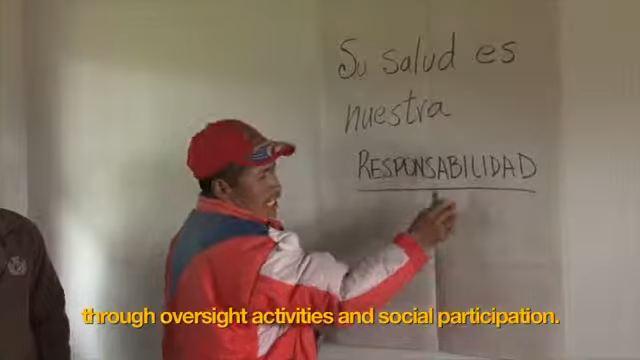 Su salud es
nuestra
RESPONSABILIDAD
through oversight activities and social participation.